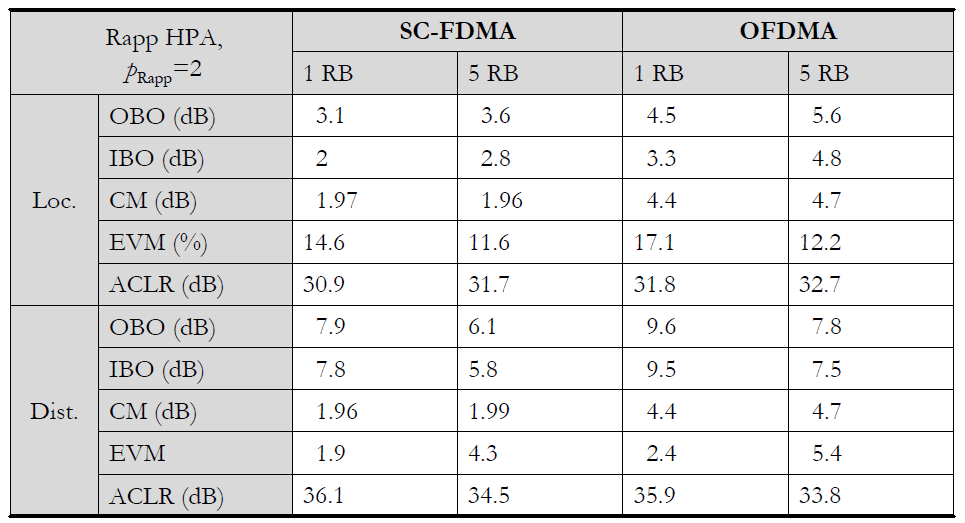 Rapp HPA, pRapp=2 SC-FDMA OFDMA
1 RB 5 RB 1 RB 5 RB
Loc. OBO (dB) 3.1 3.6 4.5 5.6
IBO (dB) 2 2.8 3.3 4.8
CM (dB) 1.97 1.96 4.4 4.7
EVM (%) 14.6 11.6 17.1 12.2
ACLR (dB) 30.9 31.7 31.8 32.7
Dist. OBO (dB) 7.9 6.1 9.6 7.8
IBO (dB) 7.8 5.8 9.5 7.5
CM (dB) 1.96 1.99 4.4 4.7
EVM 1.9 4.3 2.4 5.4
ACLR (dB) 36.1 34.5 35.9 33.8